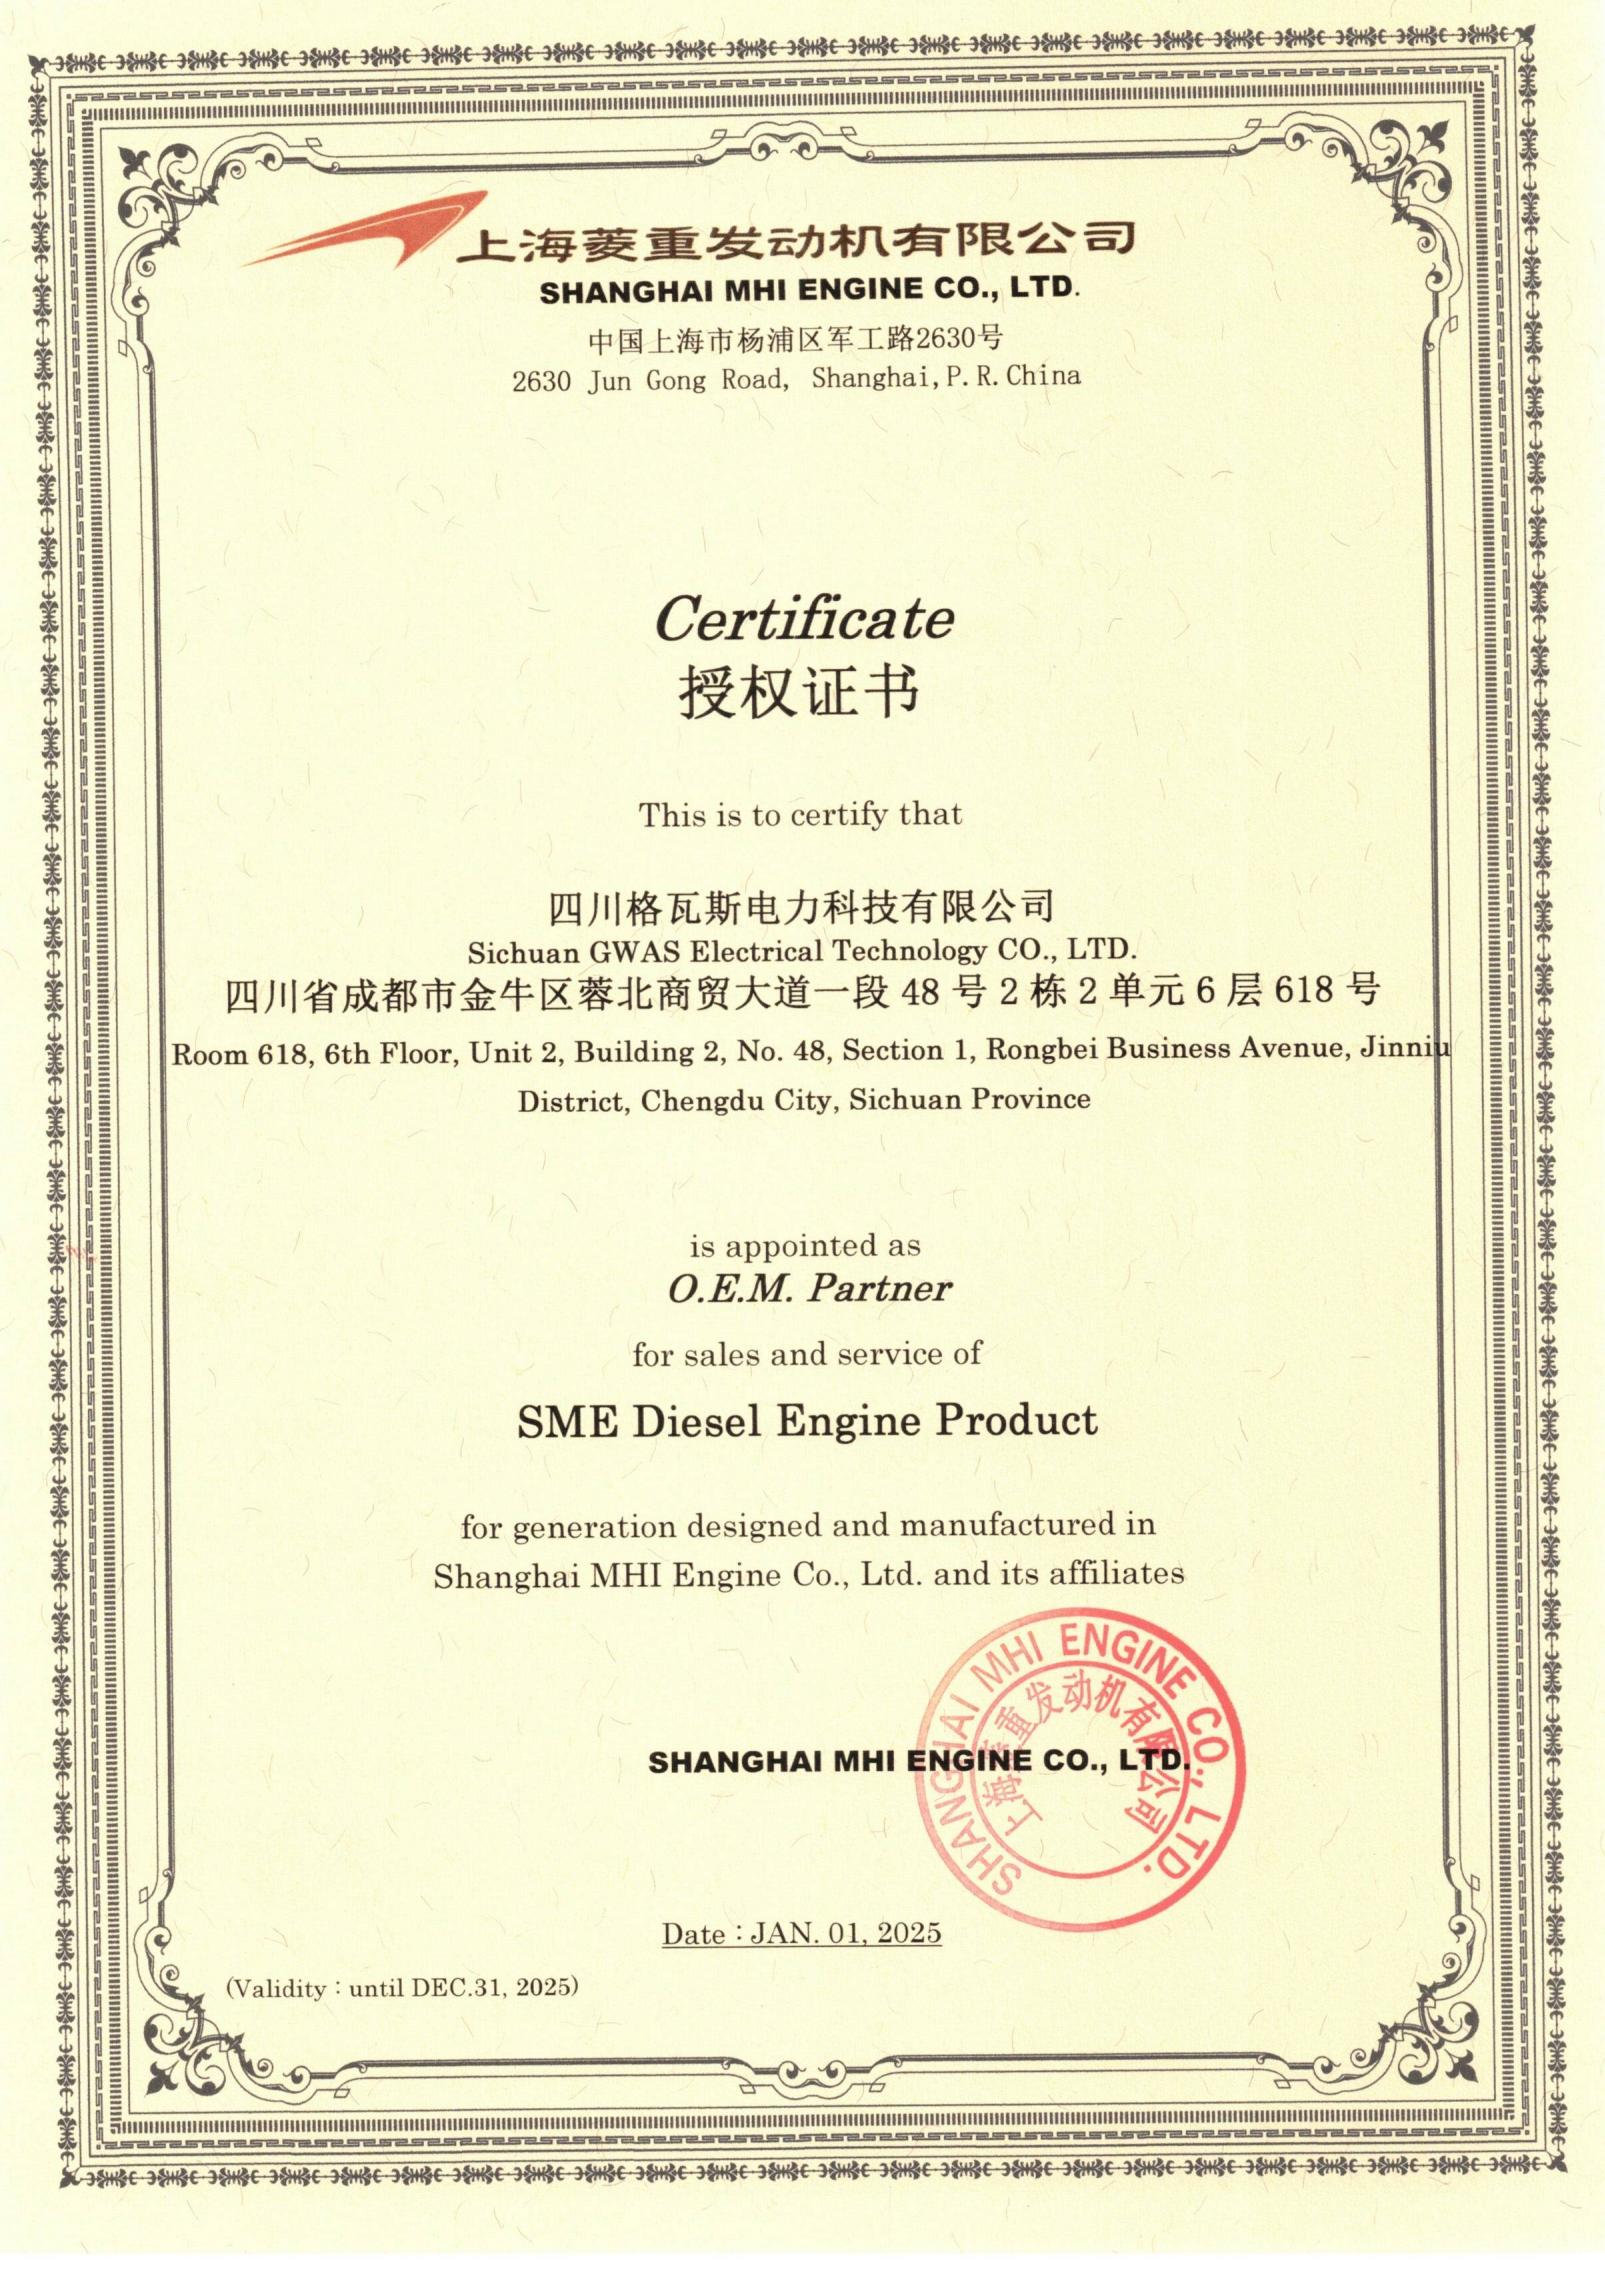 上海菱重发动机有限公司
SHANGHAI MHI ENGINE CO., LTD.
中国上海市杨浦区军工路2630号
2630 Jun Gong Road, Shanghai, P. R. China
Certificate
授权证书
This is to certify that
四川格瓦斯电力科技有限公司
Sichuan GWAS Electrical Technology CO., LTD.
四川省成都市金牛区蓉北商贸大道一段 48 号 2 栋 2 单元 6 层 618 号
Room 618, 6th Floor, Unit 2, Building 2, No. 48, Section 1, Rongbei Business Avenue, Jinniu
District, Chengdu City, Sichuan Province
is appointed as
O.E.M. Partner
for sales and service of
SME Diesel Engine Product
for generation designed and manufactured in
Shanghai MHI Engine Co., Ltd. and its affiliates
SHANGHAI MHI ENGINE CO., LTD.
上海菱重发动机有限公司
SHANGHAI MHI ENGINE CO., LTD.
Date : JAN. 01, 2025
(Validity : until DEC.31, 2025)